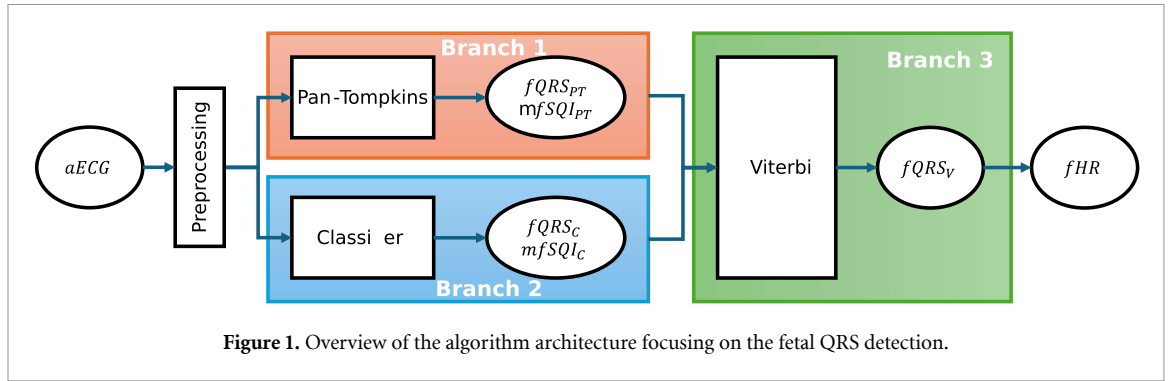 aECG
Preprocessing
Branch 1
Pan-Tompkins
fQRS_PT
mfSQI_PT
Classi er
fQRS_C
mfSQI_C
Branch 2
Branch 3
Viterbi
fQRS_V
fHR
Figure 1. Overview of the algorithm architecture focusing on the fetal QRS detection.